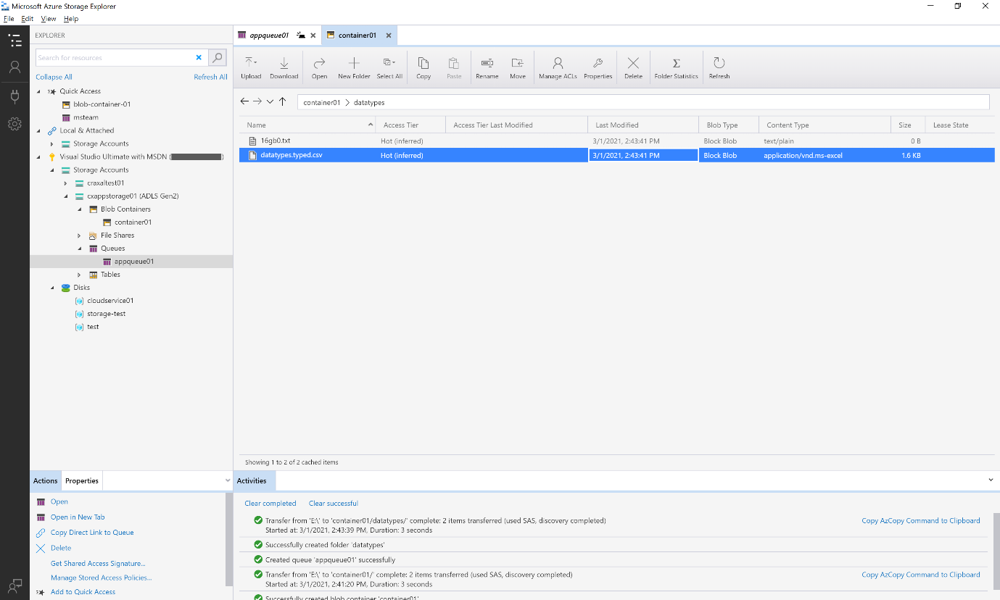 Microsoft Azure Storage Explorer
File Edit View Help
EXPLORER
Search for resources
Collapse All Refresh All
Quick Access
blob-container-01
msteam
Local & Attached
Storage Accounts
Visual Studio Ultimate with MSDN ( )
Storage Accounts
craxaltest01
cxappstorage01 (ADLS Gen2)
Blob Containers
container01
File Shares
Queues
appqueue01
Tables
Disks
cloudservice01
storage-test
test
Actions Properties
Open
Open in New Tab
Copy Direct Link to Queue
Delete
Get Shared Access Signature...
Manage Stored Access Policies...
Add to Quick Access
appqueue01 container01
Upload Download Open New Folder Select All Copy Paste Rename Move Manage ACLs Properties Delete Folder Statistics Refresh
container01 > datatypes
Name Access Tier Access Tier Last Modified Last Modified Blob Type Content Type Size Lease State
16gb0.txt Hot (inferred) 3/1/2021, 2:43:41 PM Block Blob text/plain 0 B
datatypes.typed.csv Hot (inferred) 3/1/2021, 2:43:41 PM Block Blob application/vnd.ms-excel 1.6 KB
Showing 1 to 2 of 2 cached items
Activities
Clear completed Clear successful
Transfer from 'E:\' to 'container01/datatypes/' complete: 2 items transferred (used SAS, discovery completed) Copy AzCopy Command to Clipboard
Started at: 3/1/2021, 2:43:39 PM, Duration: 3 seconds
Successfully created folder 'datatypes'
Created queue 'appqueue01' successfully
Transfer from 'E:\' to 'container01/' complete: 2 items transferred (used SAS, discovery completed) Copy AzCopy Command to Clipboard
Started at: 3/1/2021, 2:41:20 PM, Duration: 3 seconds
Successfully created blob container 'container01'